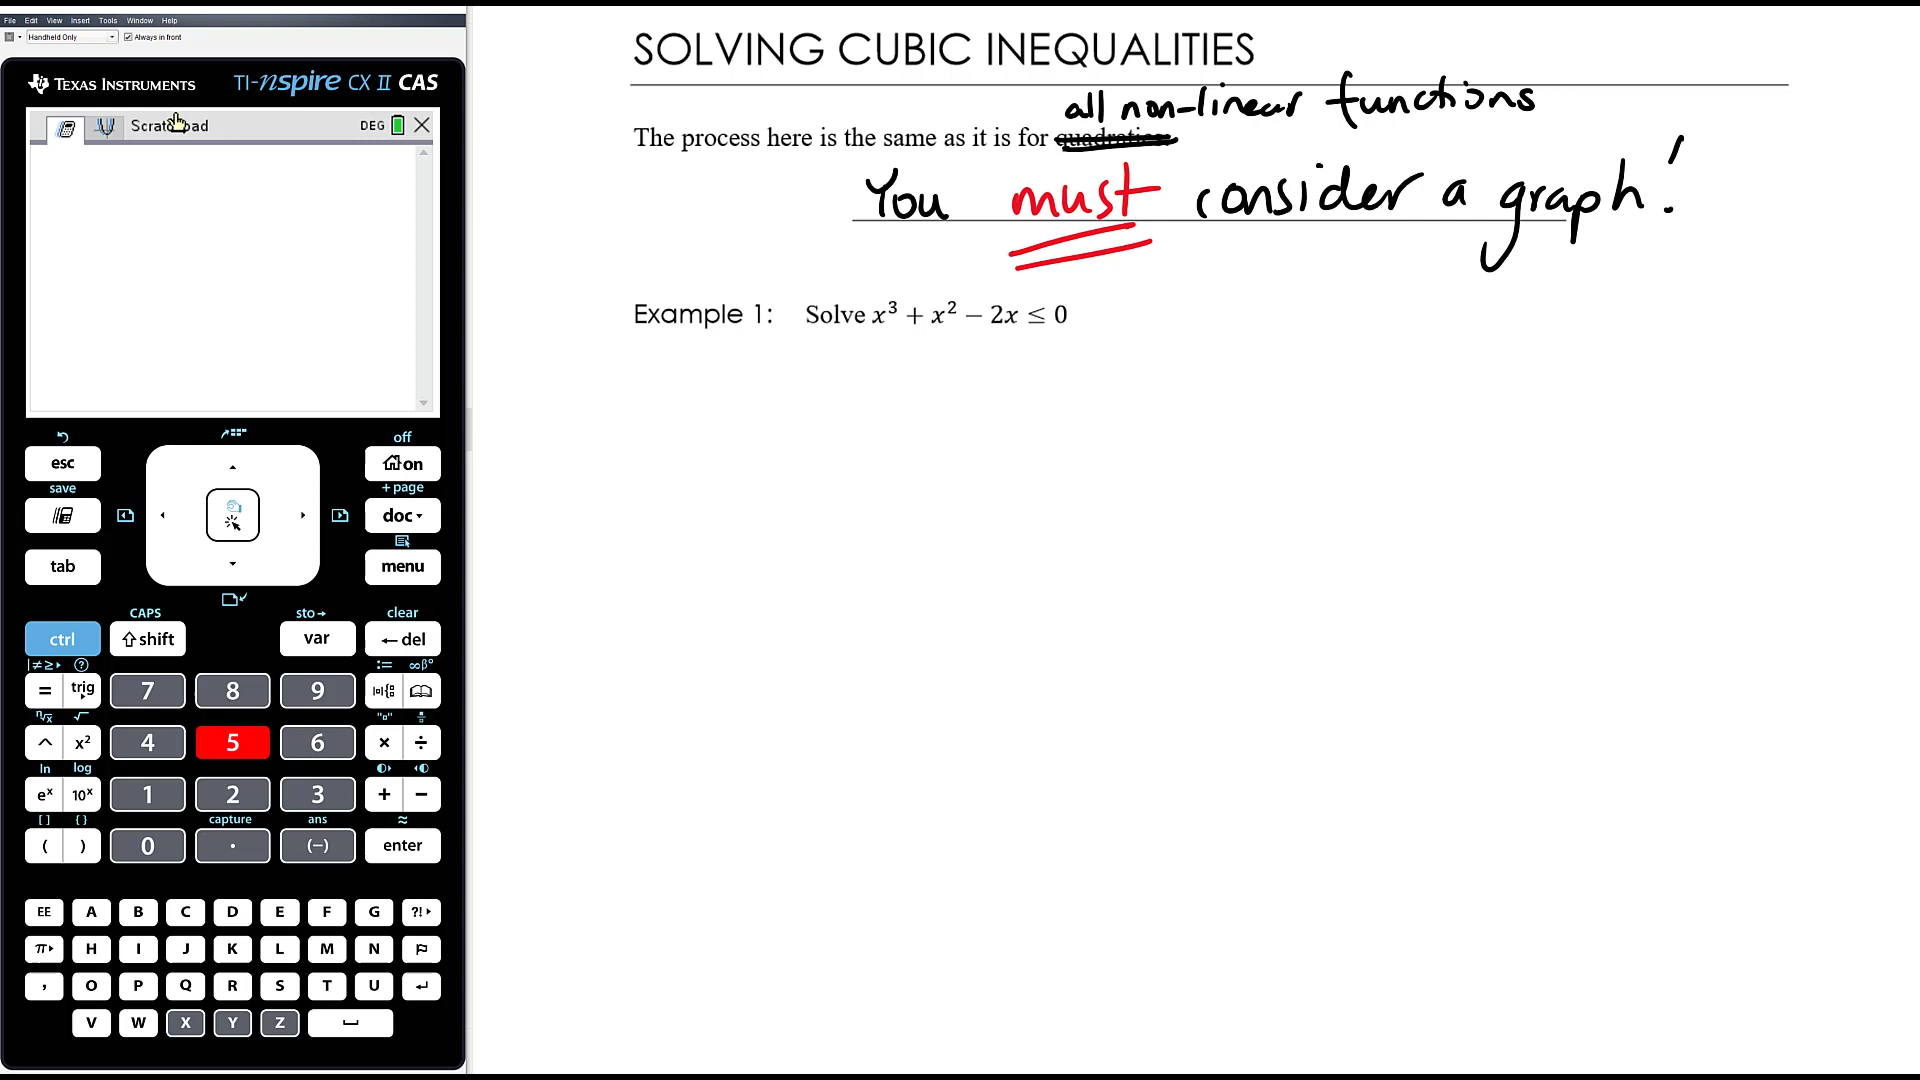 File Edit View Insert Tools Window Help
Handheld Only Always in front
TEXAS INSTRUMENTS TI-nspire CX II CAS
DEG
off
esc on
save + page
doc
tab menu
CAPS sto→ clear
ctrl ⇧shift var ←del
|≠≥▸ ? := ∞β°
= trig 7 8 9
4 5 6 × ÷
^ x²
ln log
eˣ 10ˣ 1 2 3 + −
[ ] { } capture ans ≈
( ) 0 . (−) enter
EE A B C D E F G ?!▸
π▸ H I J K L M N
, O P Q R S T U ↵
V W X Y Z
SOLVING CUBIC INEQUALITIES
all non-linear functions
The process here is the same as it is for quadratics.
You must consider a graph!
Example 1: Solve x³ + x² − 2x ≤ 0